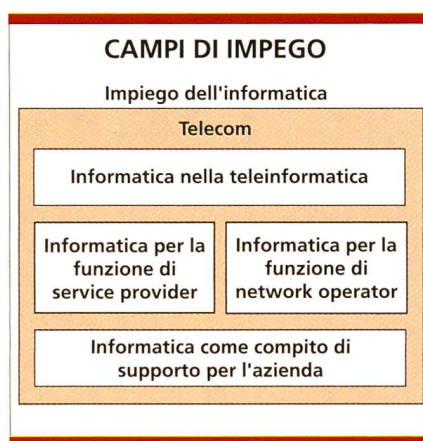 CAMPI DI IMPEGO
Impiego dell'informatica
Telecom
Informatica nella teleinformatica
Informatica per la
funzione di
service provider
Informatica per la
funzione di
network operator
Informatica come compito di
supporto per l'azienda